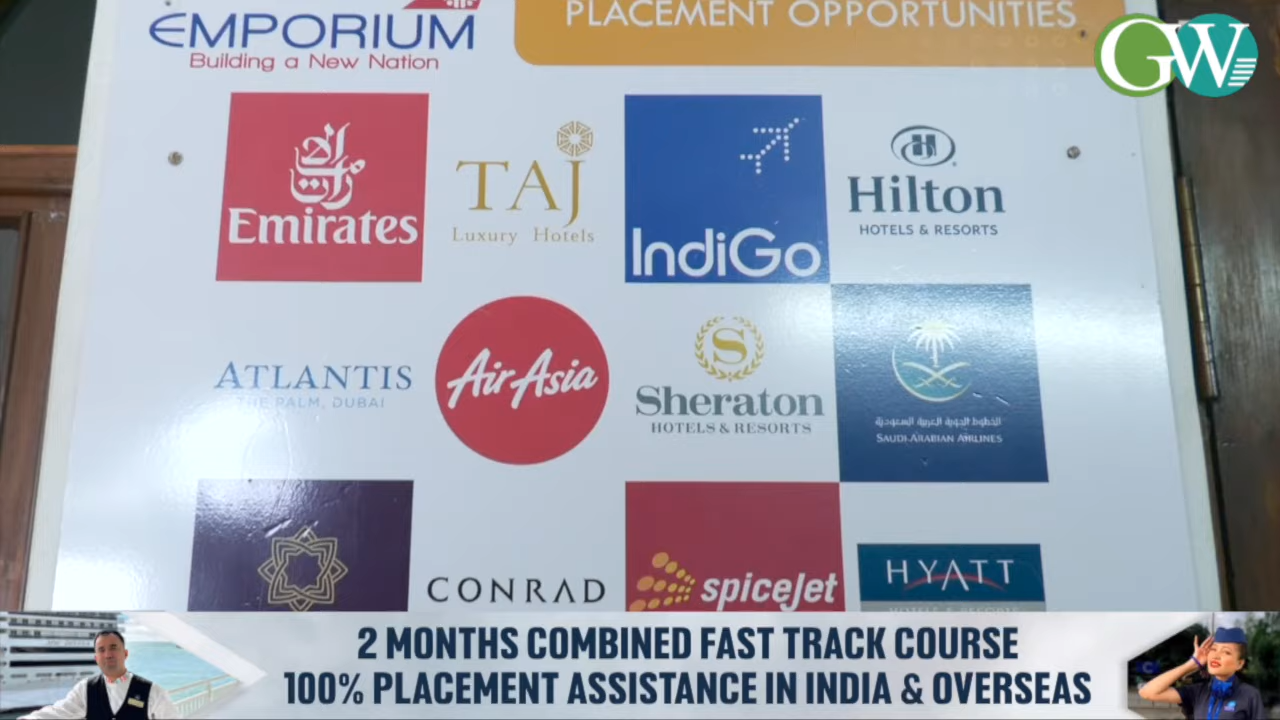 EMPORIUM
Building a New Nation
PLACEMENT OPPORTUNITIES
GW
Emirates
TAJ
Luxury Hotels
IndiGo
Hilton
HOTELS & RESORTS
ATLANTIS
THE PALM, DUBAI
AirAsia
S
Sheraton
HOTELS & RESORTS
الخطوط الجوية العربية السعودية
SAUDI ARABIAN AIRLINES
CONRAD
spiceJet
HYATT
HOTELS & RESORTS
2 MONTHS COMBINED FAST TRACK COURSE
100% PLACEMENT ASSISTANCE IN INDIA & OVERSEAS